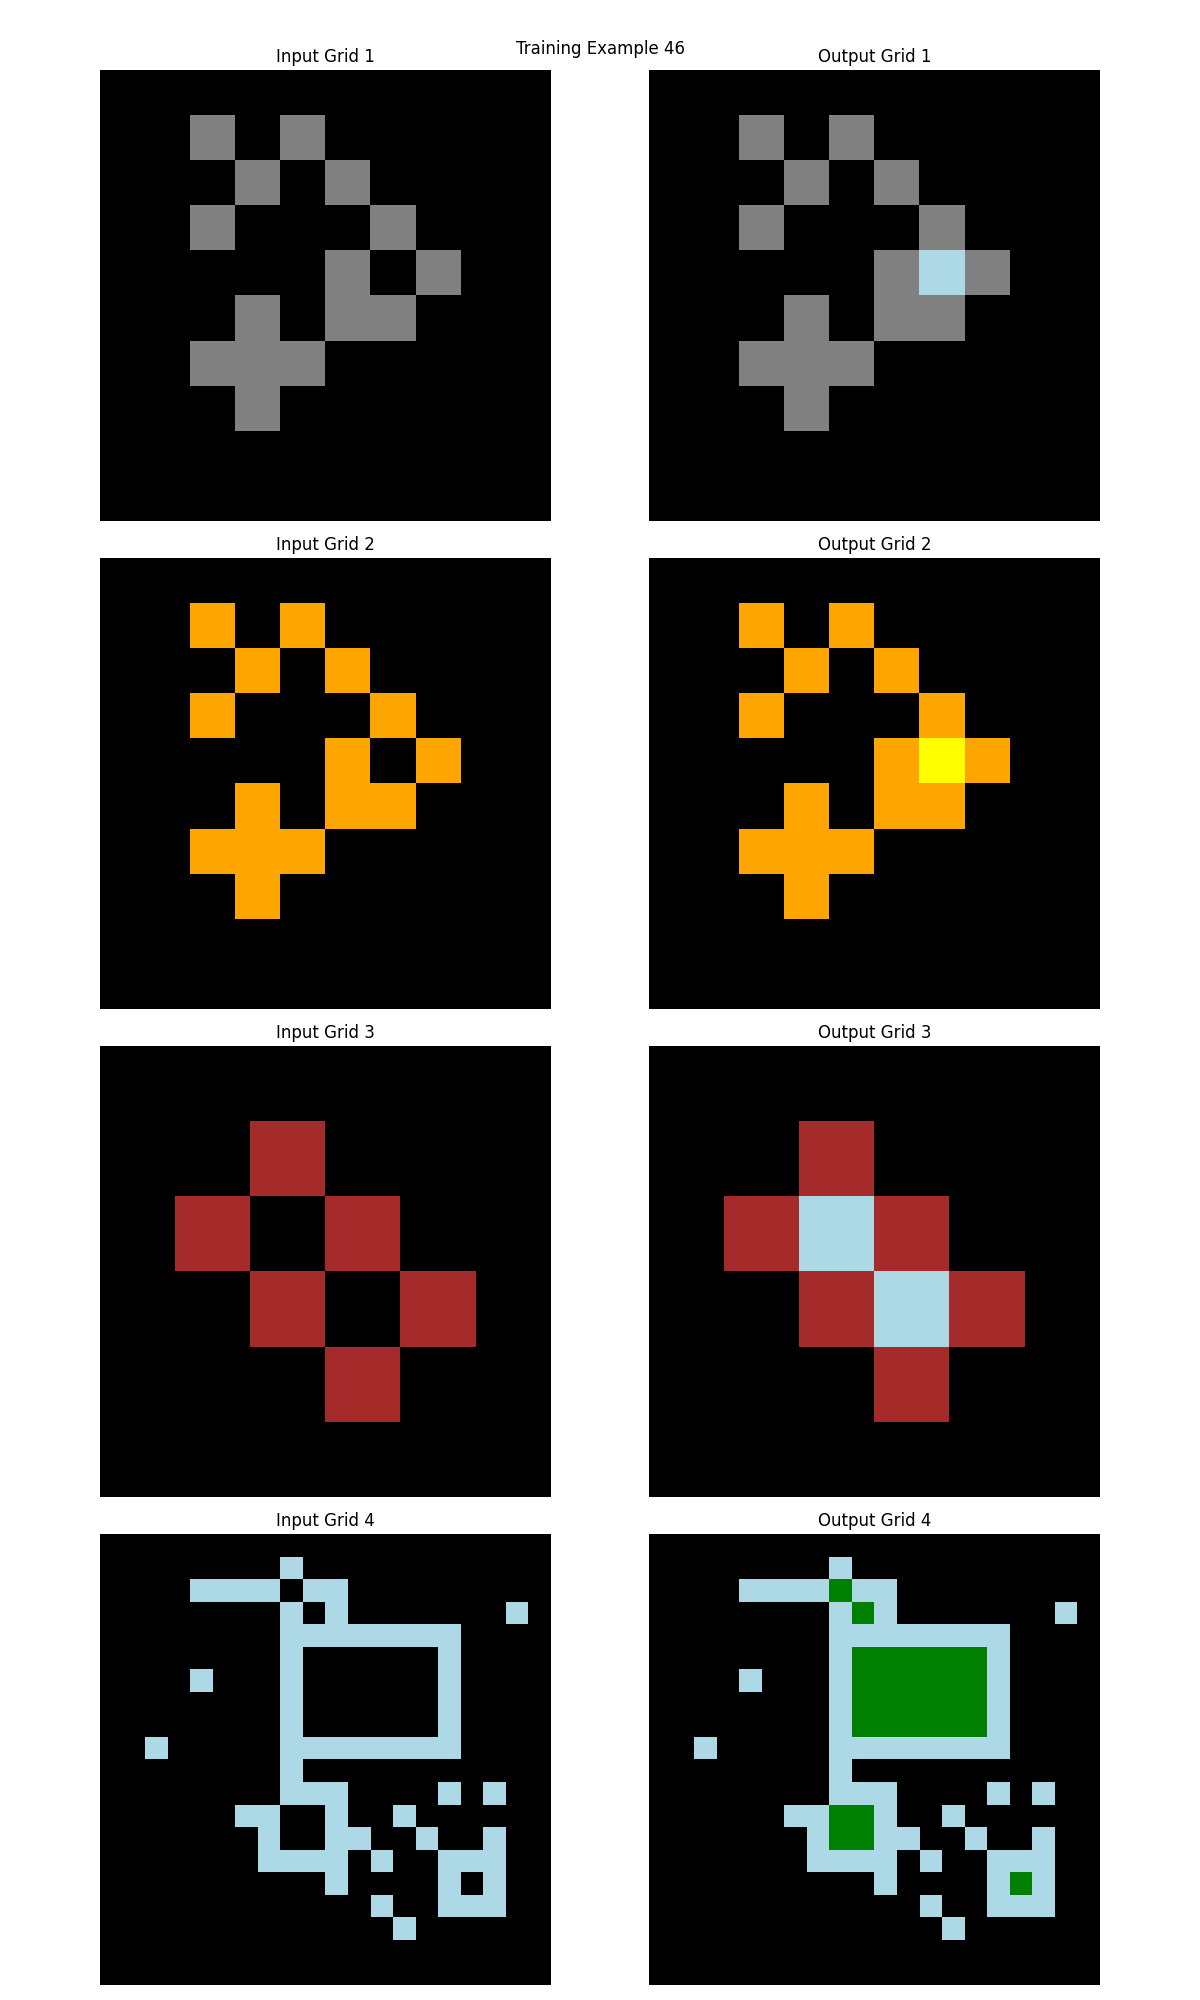 Training Example 46
Input Grid 1
Output Grid 1
Input Grid 2
Output Grid 2
Input Grid 3
Output Grid 3
Input Grid 4
Output Grid 4